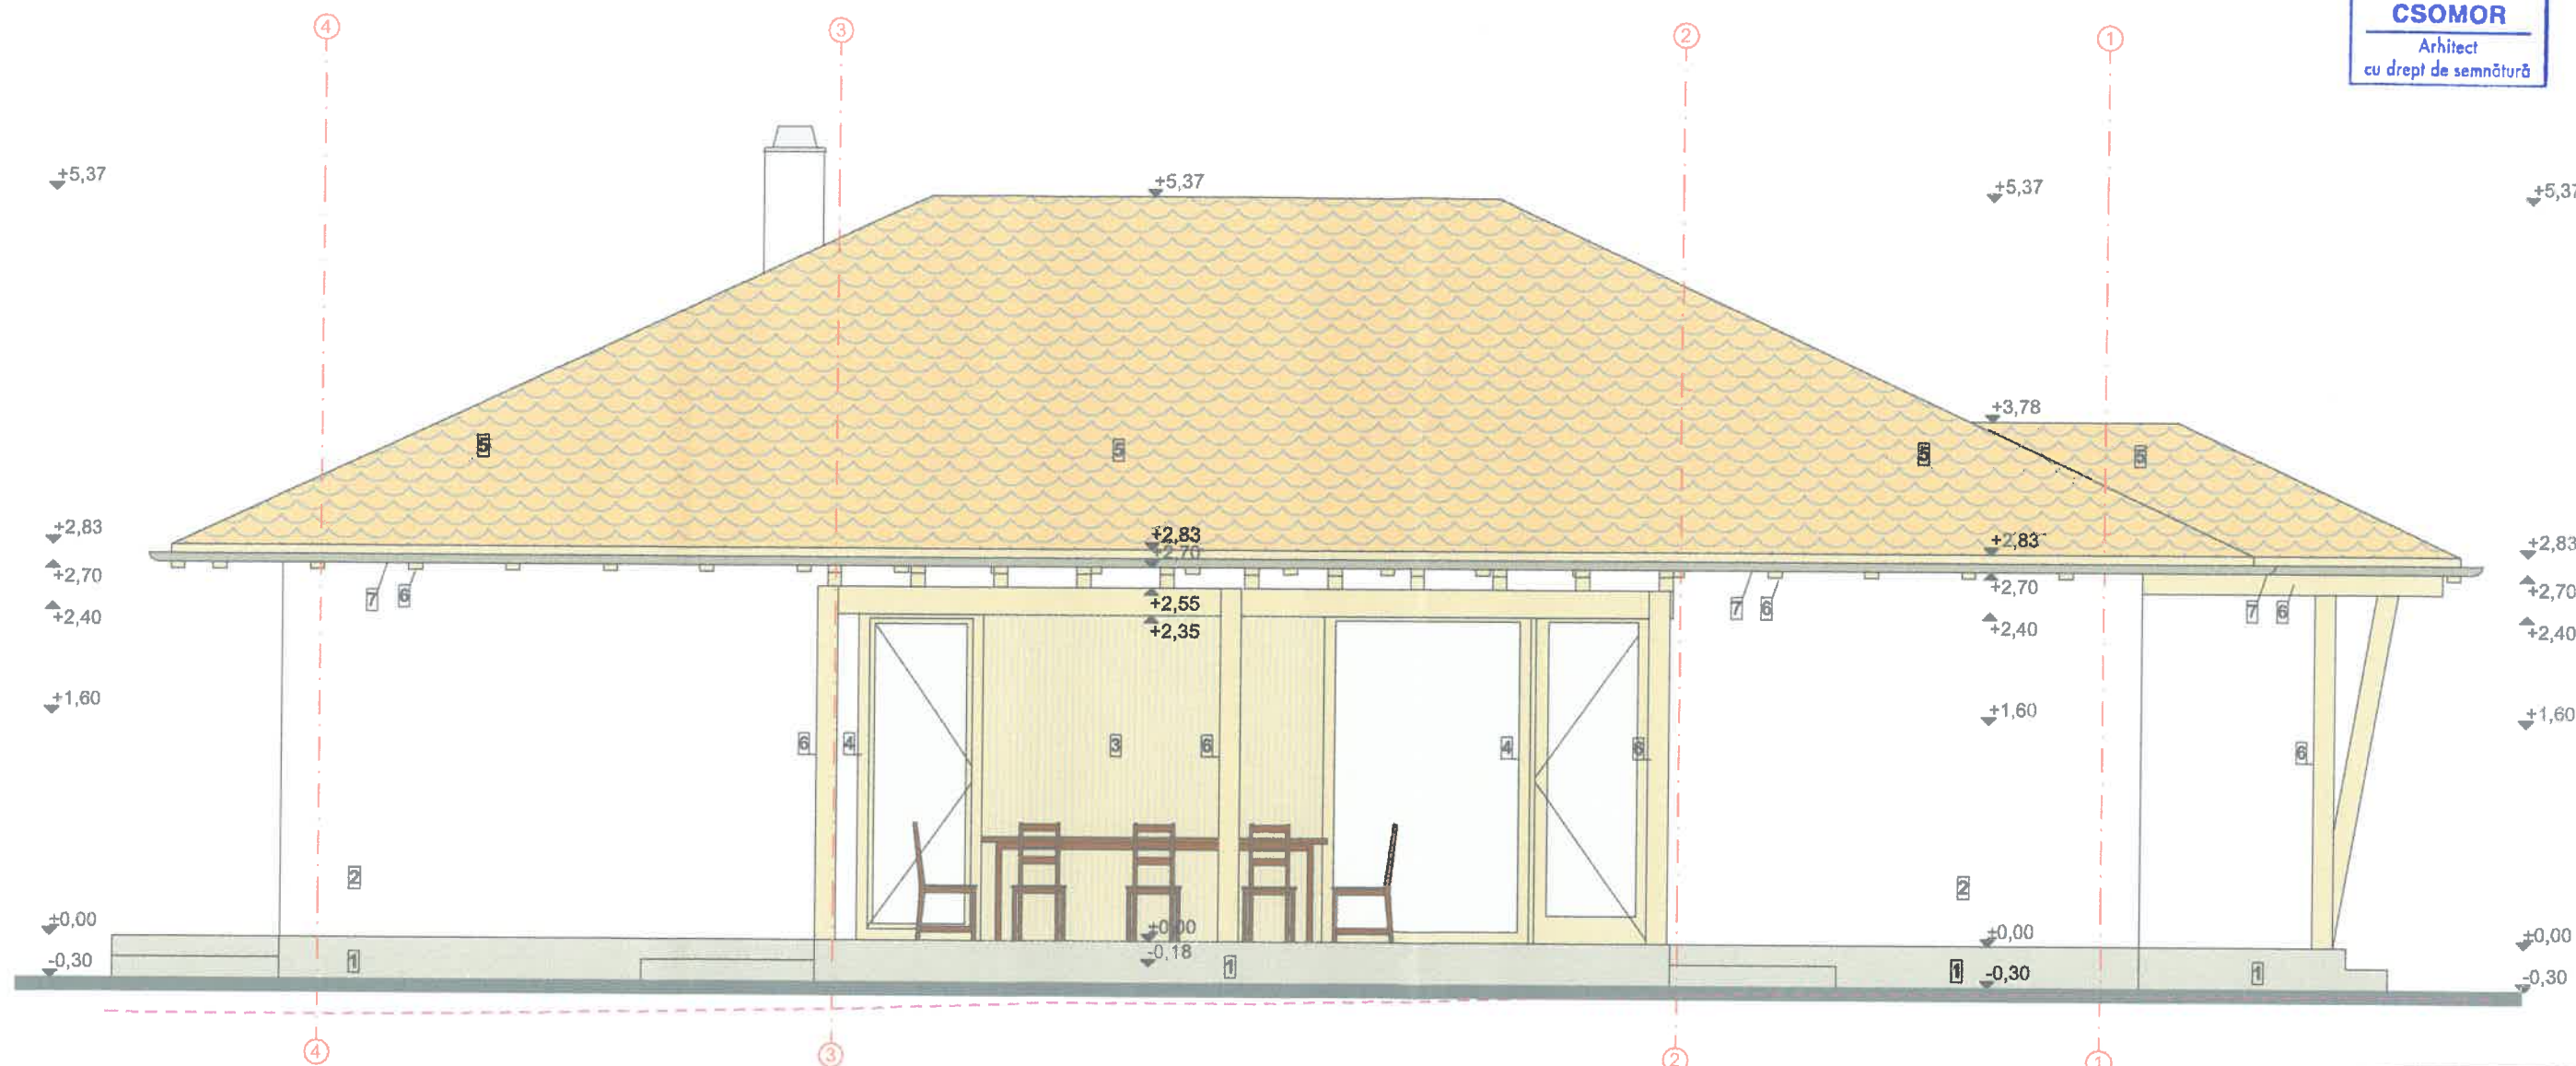 CSOMOR
Arhitect
cu drept de semnătură
4 3 2 1
+5,37 +5,37 +5,37 +5,37
+3,78
5 5 5 5
+2,83 +2,83 +2,83 +2,83
+2,70 +2,70 +2,70 +2,70
7 6 7 6 7 6
+2,55
+2,40 +2,35 +2,40 +2,40
+1,60 +1,60 +1,60
6 4 3 6 4 6 6
2 2
±0,00 ±0,00 ±0,00 ±0,00
-0,30 1 -0,18 1 1 -0,30 1 -0,30
4 3 2 1